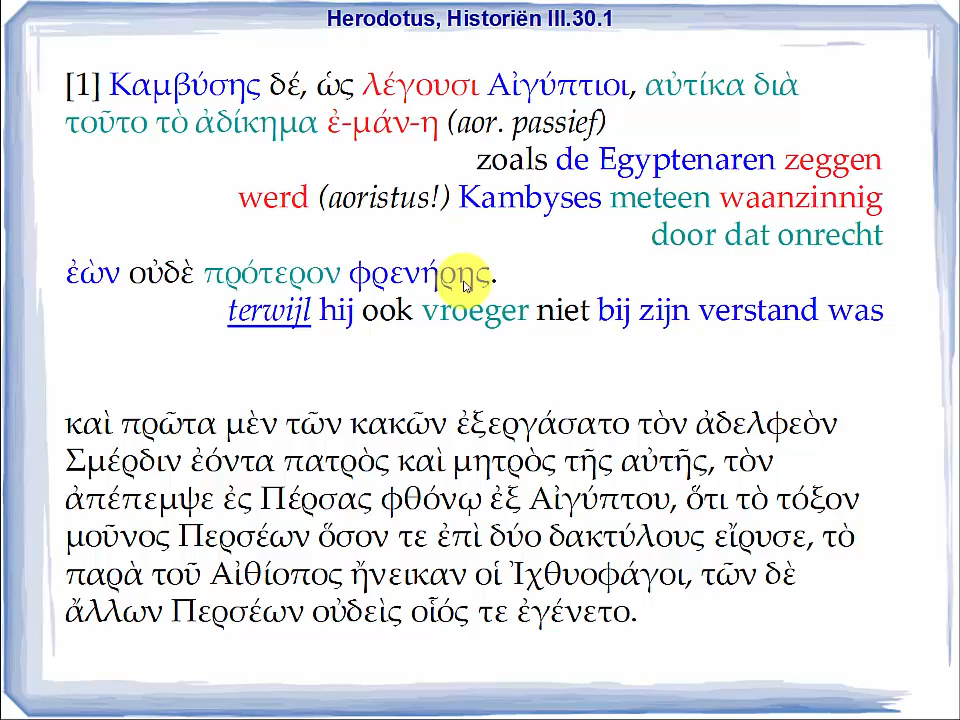 Herodotus, Historiën III.30.1
[1] Καμβύσης δέ, ὡς λέγουσι Αἰγύπτιοι, αὐτίκα διὰ
τοῦτο τὸ ἀδίκημα ἐ-μάν-η (aor. passief)
zoals de Egyptenaren zeggen
werd (aoristus!) Kambyses meteen waanzinnig
door dat onrecht
ἐὼν οὐδὲ πρότερον φρενήρης.
terwijl hij ook vroeger niet bij zijn verstand was
καὶ πρῶτα μὲν τῶν κακῶν ἐξεργάσατο τὸν ἀδελφεὸν
Σμέρδιν ἐόντα πατρὸς καὶ μητρὸς τῆς αὐτῆς, τὸν
ἀπέπεμψε ἐς Πέρσας φθόνῳ ἐξ Αἰγύπτου, ὅτι τὸ τόξον
μοῦνος Περσέων ὅσον τε ἐπὶ δύο δακτύλους εἴρυσε, τὸ
παρὰ τοῦ Αἰθίοπος ἤνεικαν οἱ Ἰχθυοφάγοι, τῶν δὲ
ἄλλων Περσέων οὐδεὶς οἷός τε ἐγένετο.